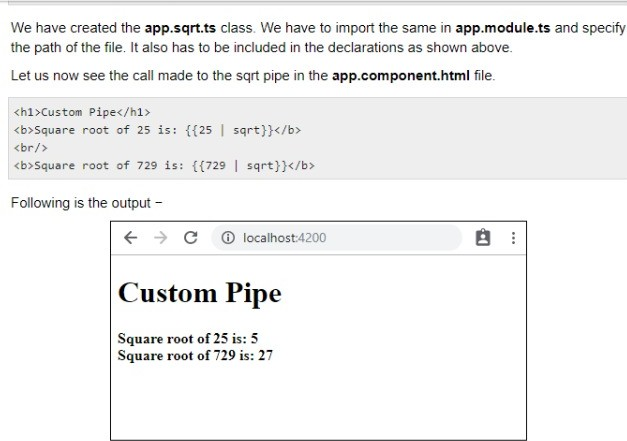 We have created the app.sqrt.ts class. We have to import the same in app.module.ts and specify
the path of the file. It also has to be included in the declarations as shown above.
Let us now see the call made to the sqrt pipe in the app.component.html file.
<h1>Custom Pipe</h1>
<b>Square root of 25 is: {{25 | sqrt}}</b>
<br/>
<b>Square root of 729 is: {{729 | sqrt}}</b>
Following is the output −
localhost:4200
Custom Pipe
Square root of 25 is: 5
Square root of 729 is: 27